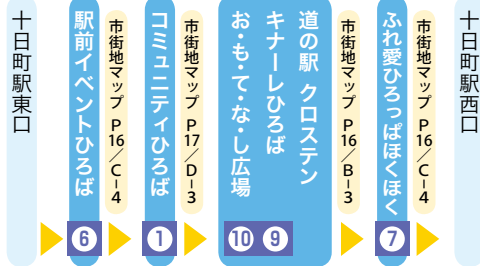 十日町駅東口
駅前イベントひろば
市街地マップ P16/C-4
6
コミュニティひろば
市街地マップ P17/D-3
1
道の駅 クロステン
キナーレひろば
お・も・て・な・し広場
市街地マップ P16/B-3
10 9
ふれ愛ひろっぱほくほく
市街地マップ P16/C-4
7
十日町駅西口